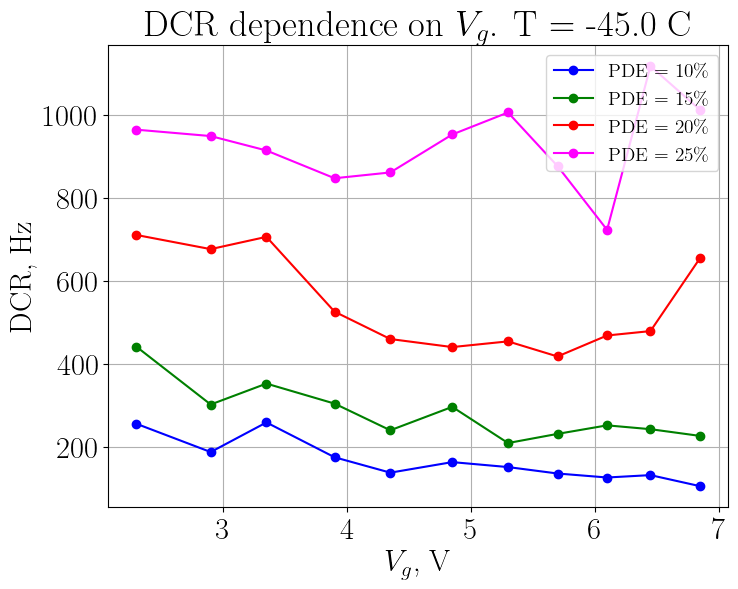 DCR dependence on V_g. T = -45.0 C
PDE = 10%
PDE = 15%
PDE = 20%
PDE = 25%
DCR, Hz
1000
800
600
400
200
3 4 5 6 7
V_g, V